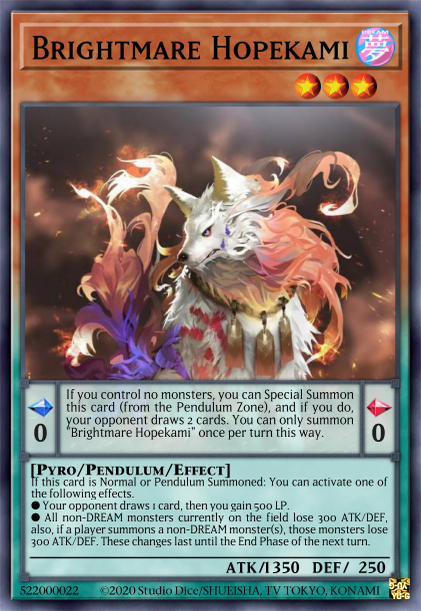 BRIGHTMARE HOPEKAMI
DREAM
夢
If you control no monsters, you can Special Summon
this card (from the Pendulum Zone), and if you do,
your opponent draws 2 cards. You can only summon
"Brightmare Hopekami" once per turn this way.
0
0
[PYRO/PENDULUM/EFFECT]
If this card is Normal or Pendulum Summoned: You can activate one
of the following effects.
● Your opponent draws 1 card, then you gain 500 LP.
● All non-DREAM monsters currently on the field lose 300 ATK/DEF,
also, if a player summons a non-DREAM monster(s), those monsters lose
300 ATK/DEF. These changes last until the End Phase of the next turn.
ATK/1350 DEF/ 250
522000022 ©2020 Studio Dice/SHUEISHA, TV TOKYO, KONAMI